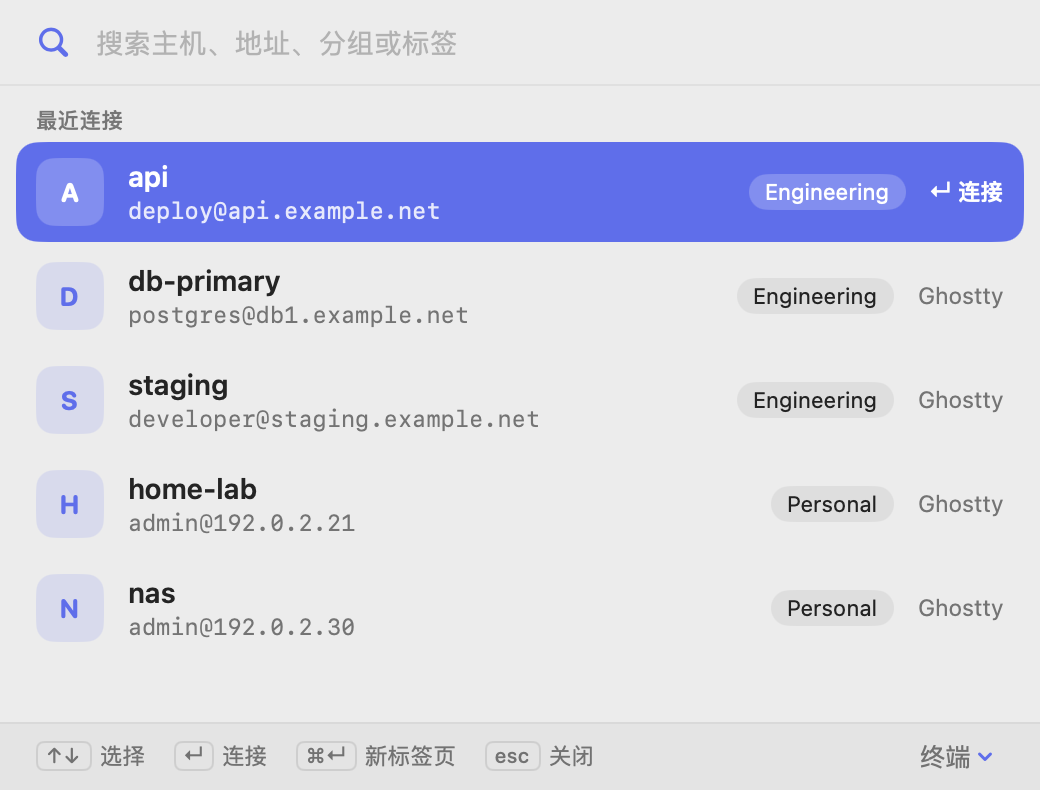 搜索主机、地址、分组或标签
最近连接
A
api
deploy@api.example.net
Engineering
↵ 连接
D
db-primary
postgres@db1.example.net
Engineering
Ghostty
S
staging
developer@staging.example.net
Engineering
Ghostty
H
home-lab
admin@192.0.2.21
Personal
Ghostty
N
nas
admin@192.0.2.30
Personal
Ghostty
↑↓ 选择 ↵ 连接 ⌘↵ 新标签页 esc 关闭 终端